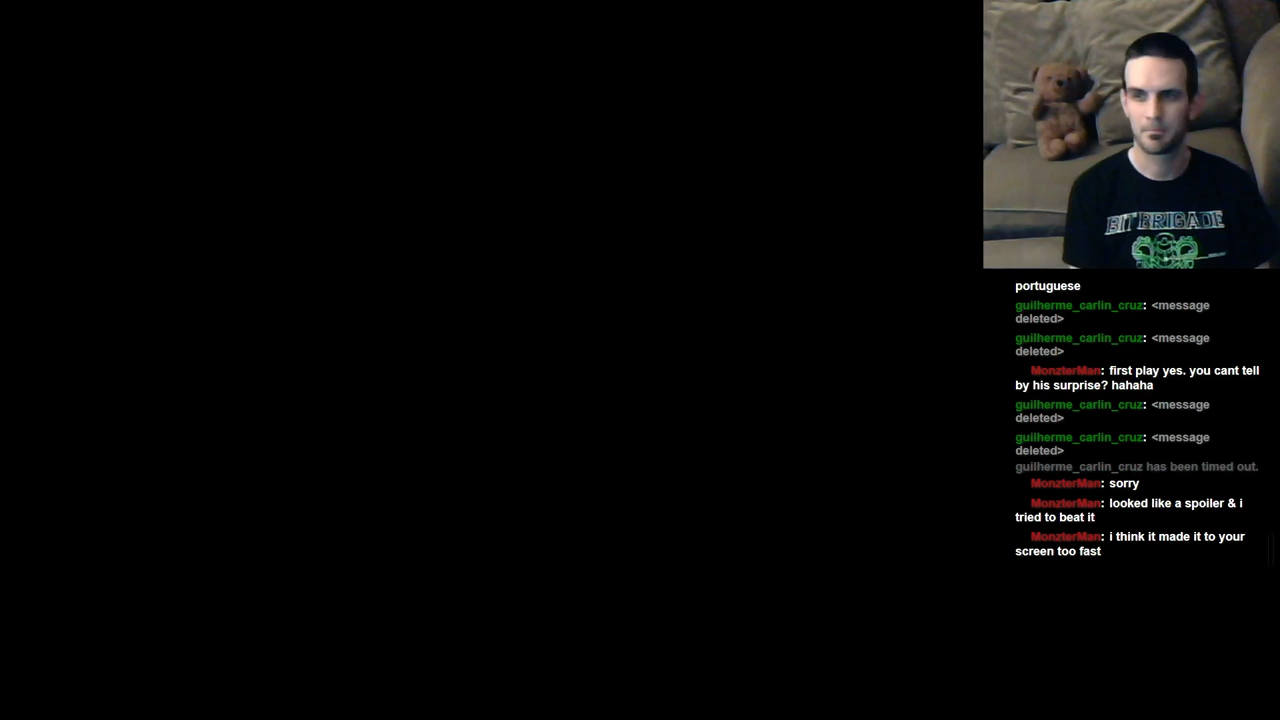 BIT BRIGADE
portuguese
guilherme_carlin_cruz: <message
deleted>
guilherme_carlin_cruz: <message
deleted>
MonzterMan: first play yes. you cant tell
by his surprise? hahaha
guilherme_carlin_cruz: <message
deleted>
guilherme_carlin_cruz: <message
deleted>
guilherme_carlin_cruz has been timed out.
MonzterMan: sorry
MonzterMan: looked like a spoiler & i
tried to beat it
MonzterMan: i think it made it to your
screen too fast